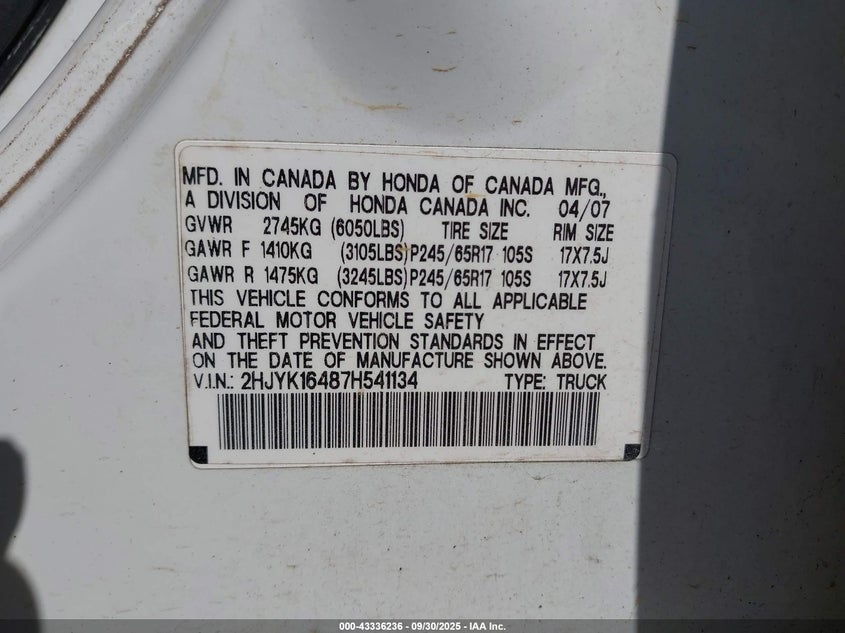 MFD. IN CANADA BY HONDA OF CANADA MFG.,
A DIVISION OF HONDA CANADA INC. 04/07
GVWR 2745KG (6050LBS) TIRE SIZE RIM SIZE
GAWR F 1410KG (3105LBS)P245/65R17 105S 17X7.5J
GAWR R 1475KG (3245LBS)P245/65R17 105S 17X7.5J
THIS VEHICLE CONFORMS TO ALL APPLICABLE
FEDERAL MOTOR VEHICLE SAFETY
AND THEFT PREVENTION STANDARDS IN EFFECT
ON THE DATE OF MANUFACTURE SHOWN ABOVE.
V.I.N.: 2HJYK16487H541134 TYPE: TRUCK
000-43336236 - 09/30/2025 - IAA Inc.